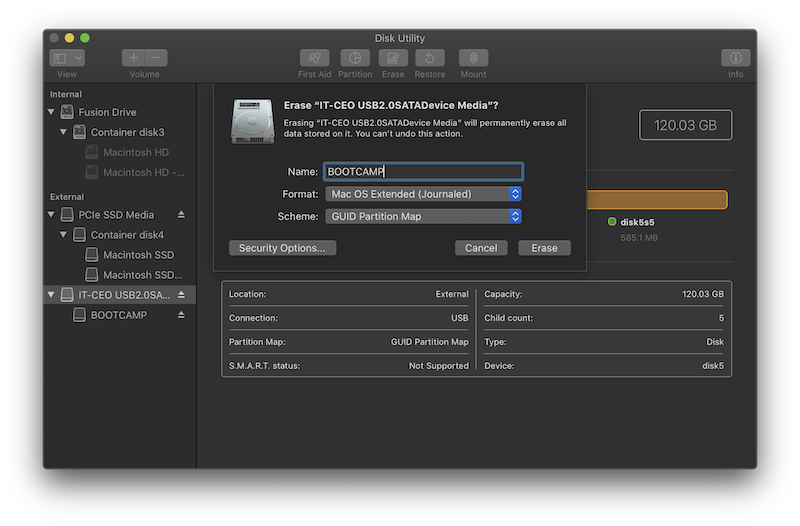 Disk Utility
View
Volume
First Aid
Partition
Erase
Restore
Mount
Info
Internal
Fusion Drive
Container disk3
Macintosh HD
Macintosh HD -...
External
PCIe SSD Media
Container disk4
Macintosh SSD
Macintosh SSD...
IT-CEO USB2.0SA...
BOOTCAMP
Erase “IT-CEO USB2.0SATADevice Media”?
Erasing “IT-CEO USB2.0SATADevice Media” will permanently erase all
data stored on it. You can’t undo this action.
Name: BOOTCAMP
Format: Mac OS Extended (Journaled)
Scheme: GUID Partition Map
Security Options...
Cancel
Erase
120.03 GB
disk5s5
585.1 MB
Location: External
Capacity: 120.03 GB
Connection: USB
Child count: 5
Partition Map: GUID Partition Map
Type: Disk
S.M.A.R.T. status: Not Supported
Device: disk5